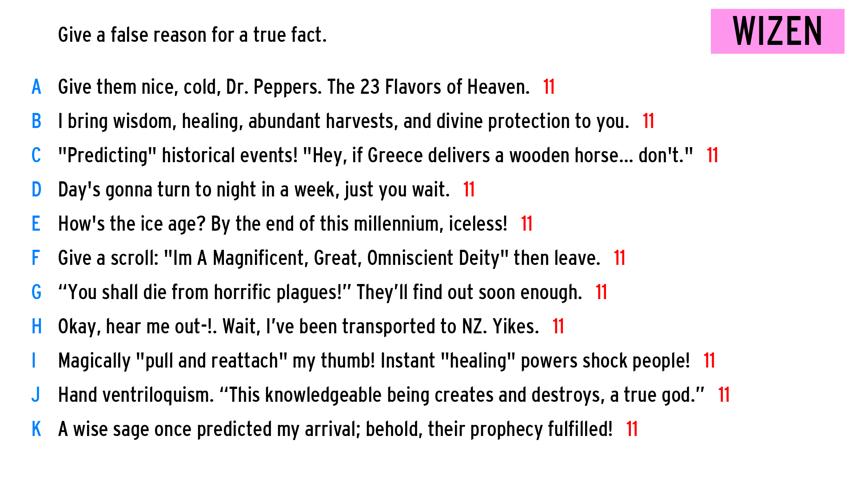 Give a false reason for a true fact.
WIZEN
A Give them nice, cold, Dr. Peppers. The 23 Flavors of Heaven. 11
B I bring wisdom, healing, abundant harvests, and divine protection to you. 11
C "Predicting" historical events! "Hey, if Greece delivers a wooden horse... don't." 11
D Day's gonna turn to night in a week, just you wait. 11
E How's the ice age? By the end of this millennium, iceless! 11
F Give a scroll: "Im A Magnificent, Great, Omniscient Deity" then leave. 11
G “You shall die from horrific plagues!” They’ll find out soon enough. 11
H Okay, hear me out-!. Wait, I’ve been transported to NZ. Yikes. 11
I Magically "pull and reattach" my thumb! Instant "healing" powers shock people! 11
J Hand ventriloquism. “This knowledgeable being creates and destroys, a true god.” 11
K A wise sage once predicted my arrival; behold, their prophecy fulfilled! 11